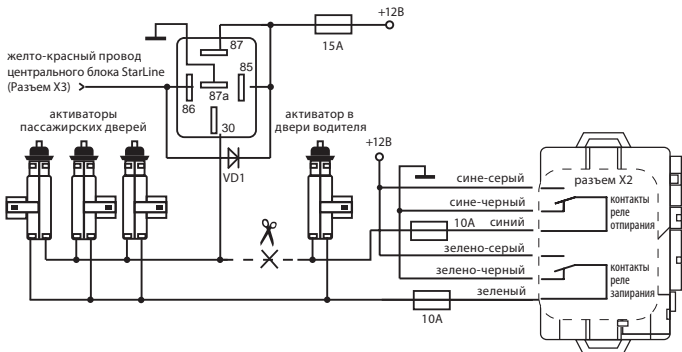 +12В
15А
87
85
86
87а
30
желто-красный провод
центрального блока StarLine
(Разъем Х3)
VD1
активаторы
пассажирских дверей
активатор в
двери водителя
+12В
разъем Х2
сине-серый
сине-черный
10А
синий
контакты
реле
отпирания
зелено-серый
зелено-черный
зеленый
контакты
реле
запирания
10А